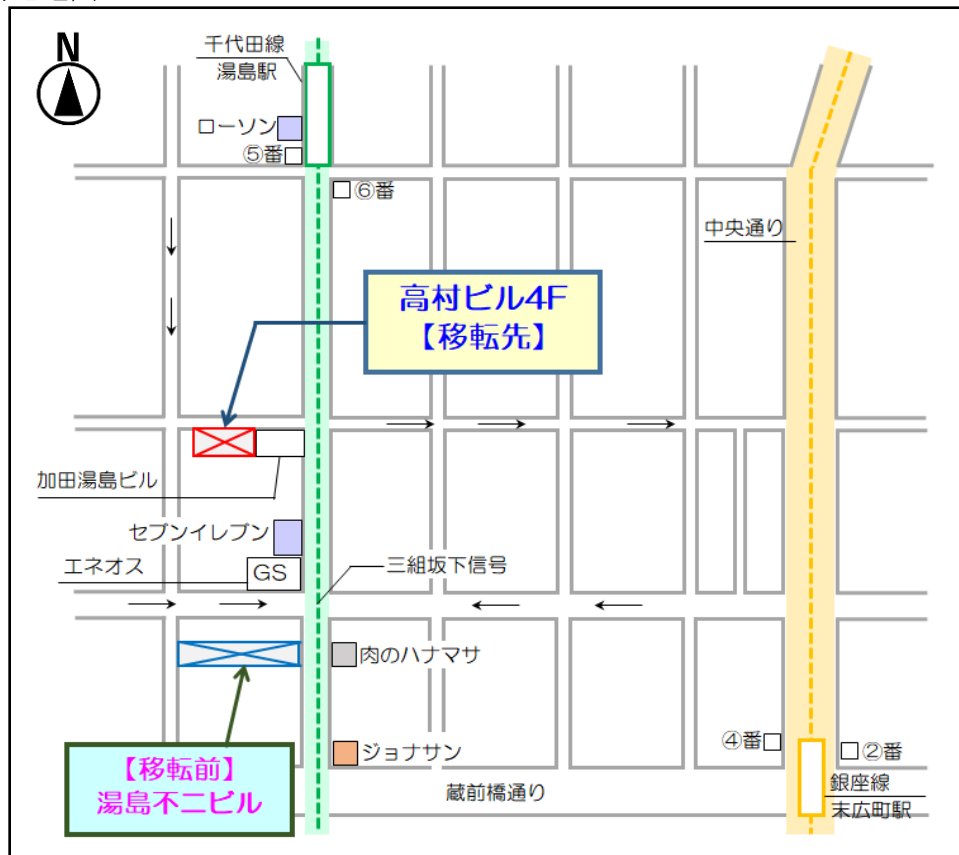 N
千代田線
湯島駅
ローソン
⑤番
⑥番
中央通り
高村ビル4F
【移転先】
加田湯島ビル
セブンイレブン
エネオス
GS
三組坂下信号
肉のハナマサ
ジョナサン
④番
②番
【移転前】
湯島不二ビル
蔵前橋通り
銀座線
末広町駅